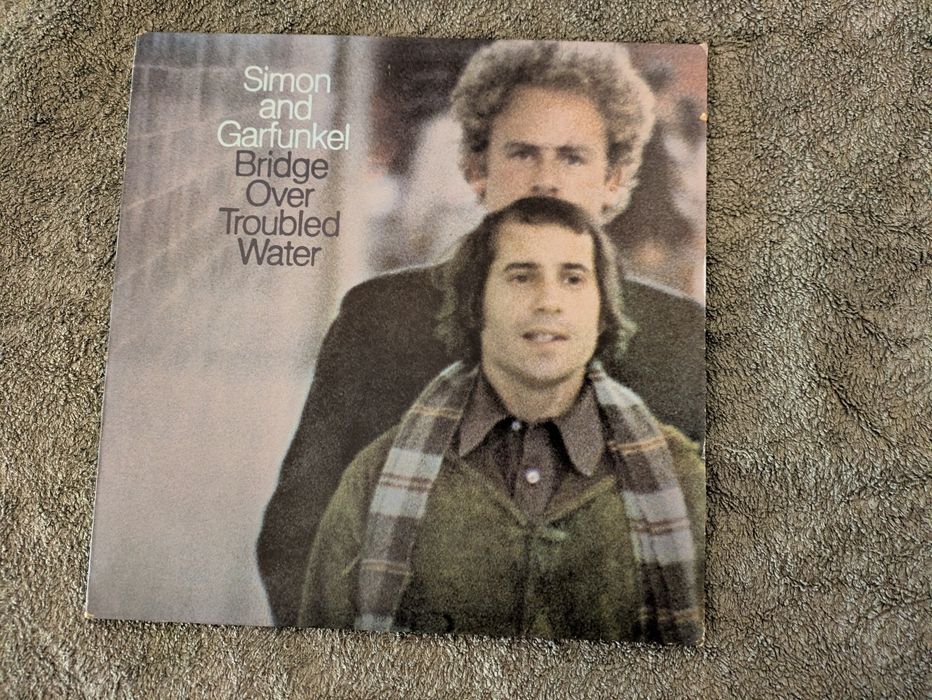 Simon
and
Garfunkel
Bridge
Over
Troubled
Water